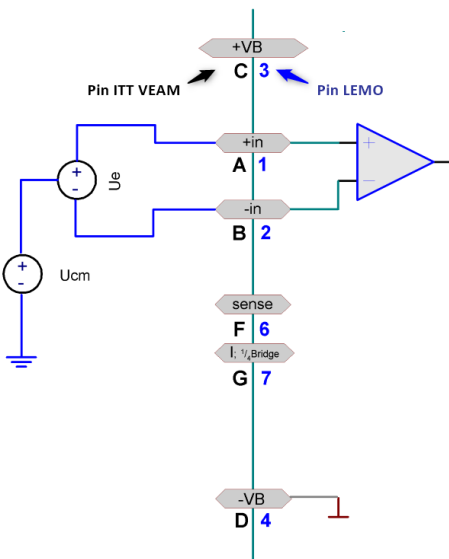 +VB
C 3
Pin ITT VEAM
Pin LEMO
+in
A 1
+
-in
B 2
-
+
-
Ue
+
-
Ucm
sense
F 6
I; 1/4Bridge
G 7
-VB
D 4